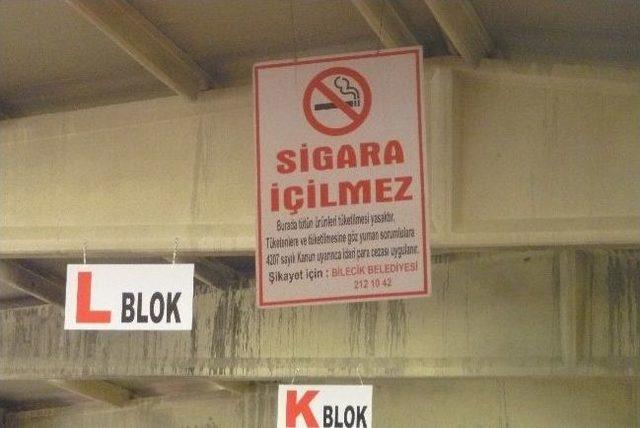 SİGARA
İÇİLMEZ
Burada tütün ürünleri tüketilmesi yasaktır.
Tüketenlere ve tüketilmesine göz yuman sorumlulara
4207 sayılı Kanun uyarınca idari para cezası uygulanır.
Şikayet için : BİLECİK BELEDİYESİ
212 10 42
L BLOK
K BLOK